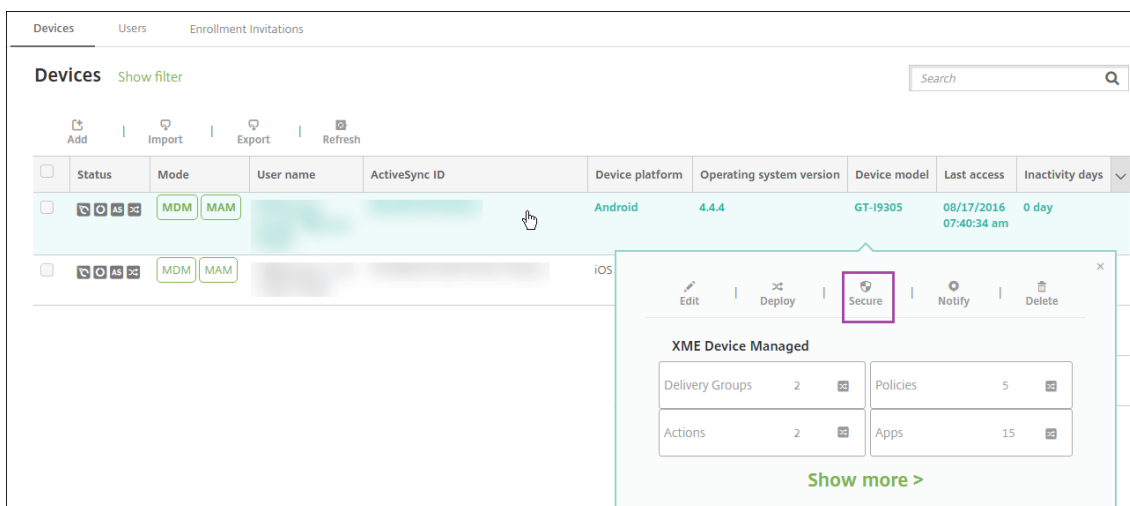 Devices Users Enrollment Invitations
Devices Show filter Search
Add | Import | Export | Refresh
Status Mode User name ActiveSync ID Device platform Operating system version Device model Last access Inactivity days
AS MDM MAM Android 4.4.4 GT-I9305 08/17/2016 0 day
07:40:34 am
AS MDM MAM iOS
Edit | Deploy | Secure | Notify | Delete
XME Device Managed
Delivery Groups 2 Policies 5
Actions 2 Apps 15
Show more >